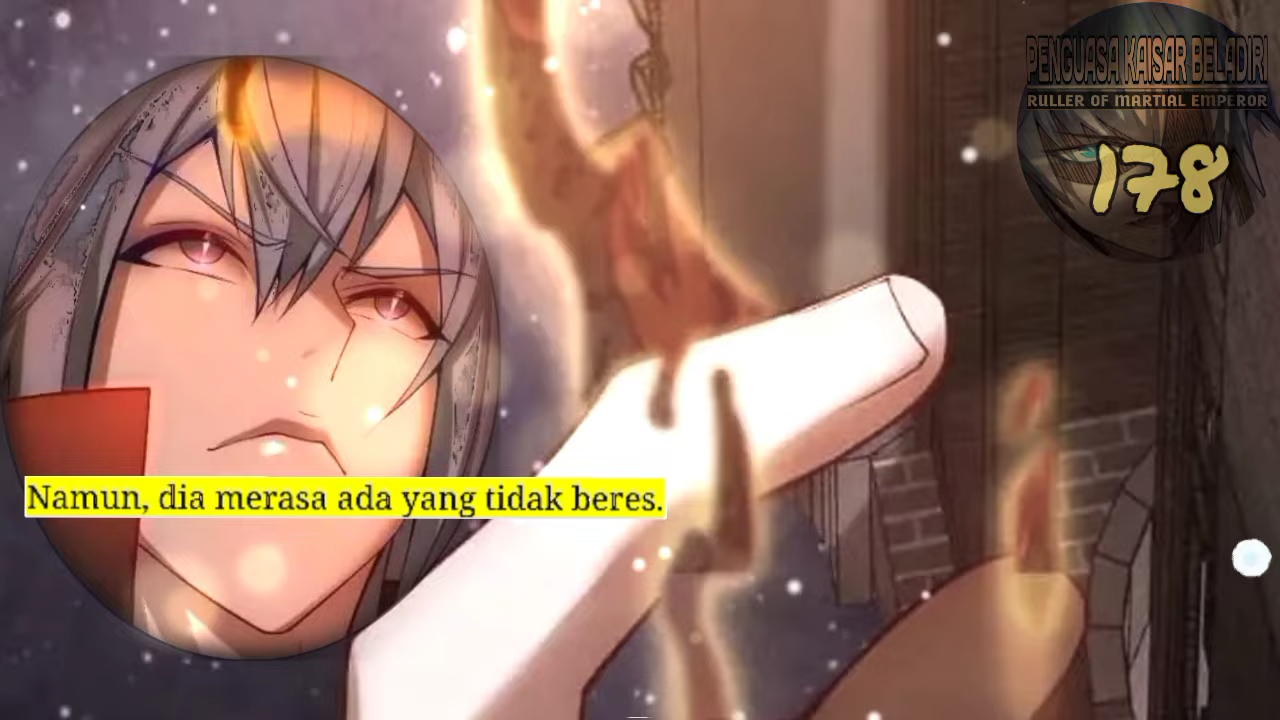 PENGUASA KAISAR BELADIRI
RULLER OF MARTIAL EMPEROR
178
Namun, dia merasa ada yang tidak beres.